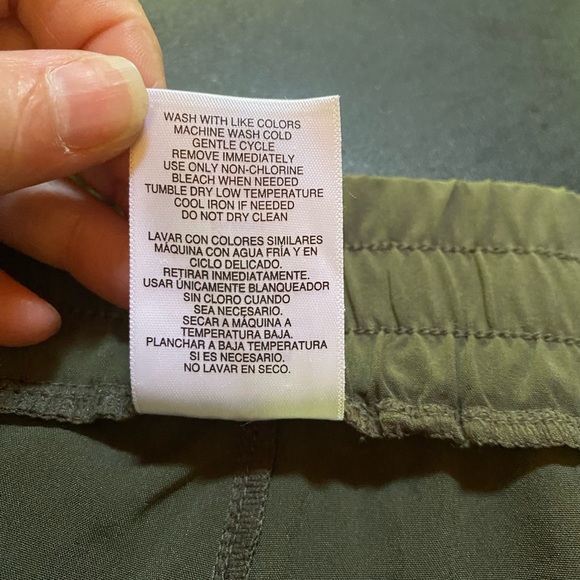 WASH WITH LIKE COLORS
MACHINE WASH COLD
GENTLE CYCLE
REMOVE IMMEDIATELY
USE ONLY NON-CHLORINE
BLEACH WHEN NEEDED
TUMBLE DRY LOW TEMPERATURE
COOL IRON IF NEEDED
DO NOT DRY CLEAN
LAVAR CON COLORES SIMILARES
MÁQUINA CON AGUA FRÍA Y EN
CICLO DELICADO.
RETIRAR INMEDIATAMENTE.
USAR ÚNICAMENTE BLANQUEADOR
SIN CLORO CUANDO
SEA NECESARIO.
SECAR A MÁQUINA A
TEMPERATURA BAJA.
PLANCHAR A BAJA TEMPERATURA
SI ES NECESARIO.
NO LAVAR EN SECO.